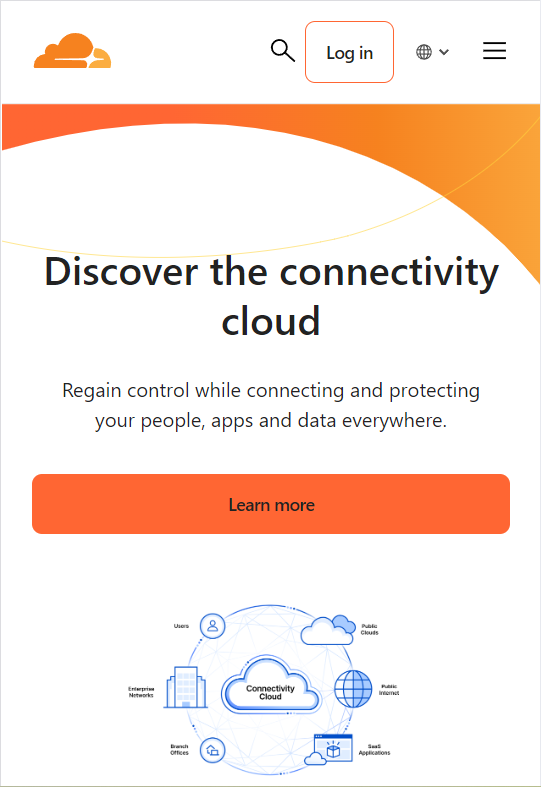 Log in
Discover the connectivity
cloud
Regain control while connecting and protecting
your people, apps and data everywhere.
Learn more
Users
Public
Clouds
Enterprise
Networks
Connectivity
Cloud
Public
Internet
Branch
Offices
SaaS
Applications